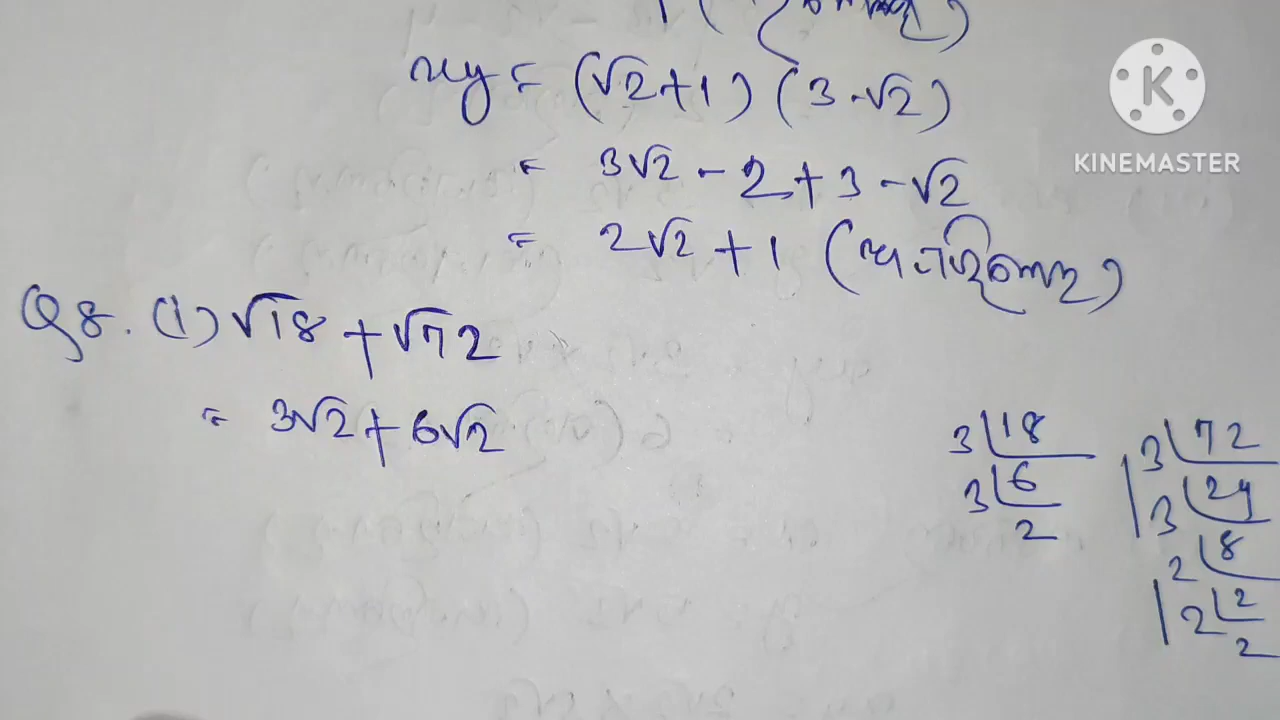 xy = (√2+1) (3-√2)
= 3√2 - 2 + 3 - √2
= 2√2 + 1
Q8. (i) √18 + √72
= 3√2 + 6√2
3 18
3 6
2
3 72
3 24
2 8
2 2
2
K
KINEMASTER